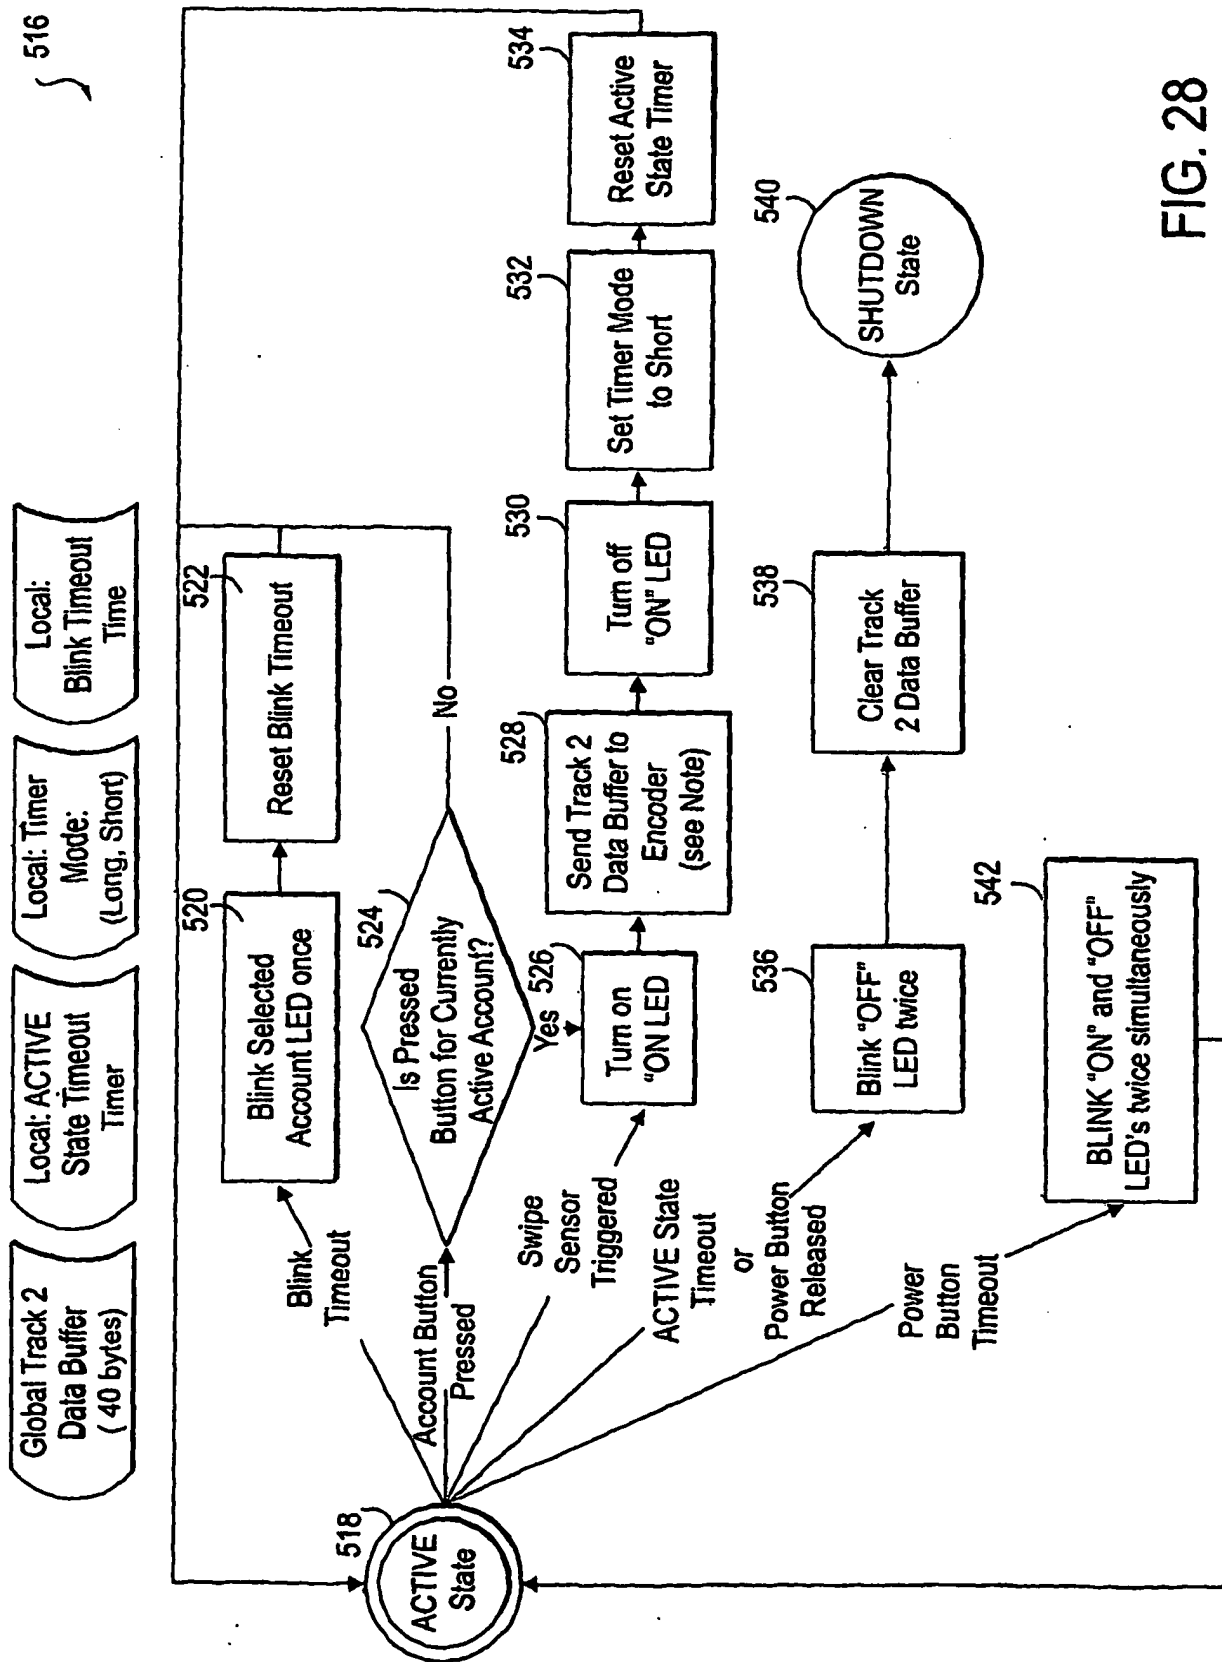 516
Global Track 2
Data Buffer
( 40 bytes)
Local: ACTIVE
State Timeout
Timer
Local: Timer
Mode:
(Long, Short)
Local:
Blink Timeout
Time
518
ACTIVE
State
Blink
Timeout
520
Blink Selected
Account LED once
522
Reset Blink Timeout
Account Button
Pressed
524
Is Pressed
Button for Currently
Active Account?
No
Yes
Swipe
Sensor
Triggered
526
Turn on
“ON LED
528
Send Track 2
Data Buffer to
Encoder
(see Note)
530
Turn off
“ON” LED
532
Set Timer Mode
to Short
534
Reset Active
State Timer
ACTIVE State
Timeout
or
Power Button
Released
536
Blink “OFF”
LED twice
538
Clear Track
2 Data Buffer
540
SHUTDOWN
State
Power
Button
Timeout
542
BLINK “ON” and “OFF”
LED's twice simultaneously
FIG. 28